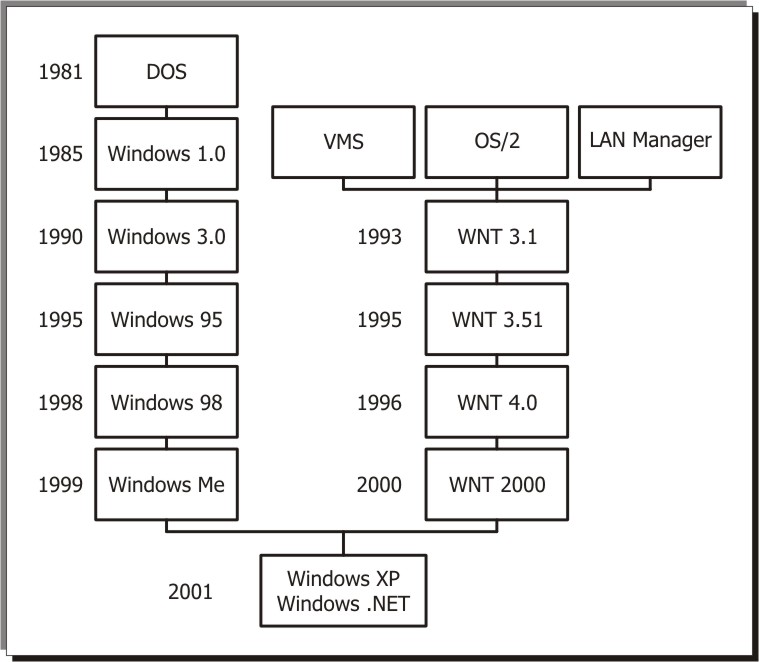 1981 DOS
VMS OS/2 LAN Manager
1985 Windows 1.0
1990 Windows 3.0 1993 WNT 3.1
1995 Windows 95 1995 WNT 3.51
1998 Windows 98 1996 WNT 4.0
1999 Windows Me 2000 WNT 2000
Windows XP
2001
Windows .NET